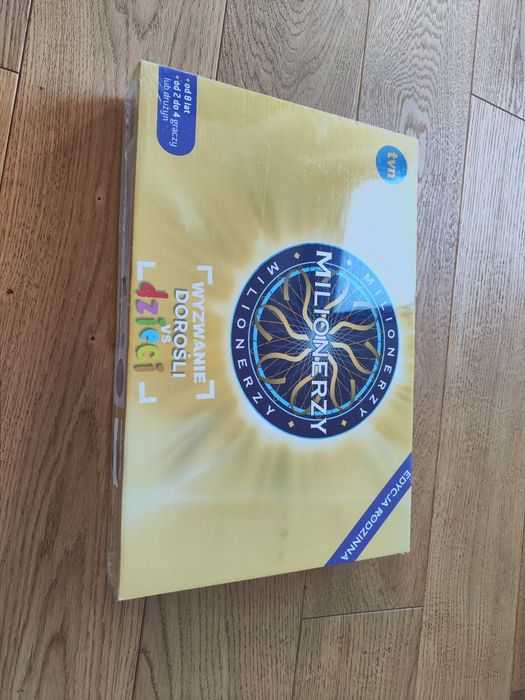 • od 8 lat
• od 2 do 4 graczy
lub drużyn
tvn
MILIONERZY
MILIONERZY
MILIONERZY
WYZWANIE
DOROŚLI
VS
dzieci
EDYCJA RODZINNA